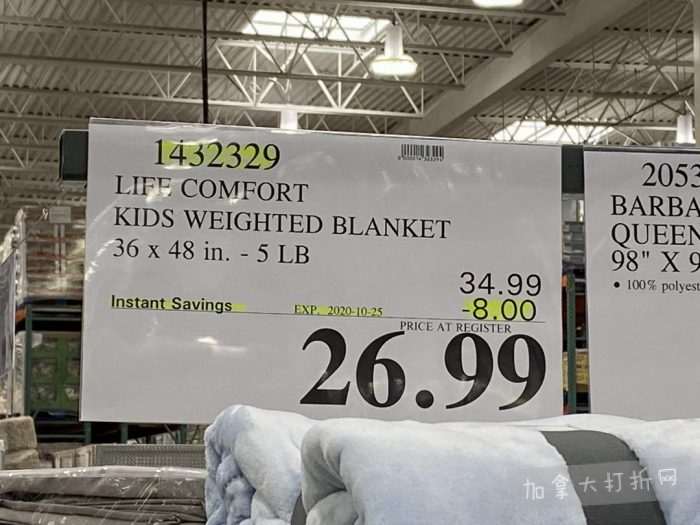 1432329
LIFE COMFORT
KIDS WEIGHTED BLANKET
36 x 48 in. - 5 LB
34.99
Instant Savings EXP. 2020-10-25 -8.00
PRICE AT REGISTER
26.99
2053
BARBA
QUEEN
98" X 9
• 100% polyest
加拿大打折网